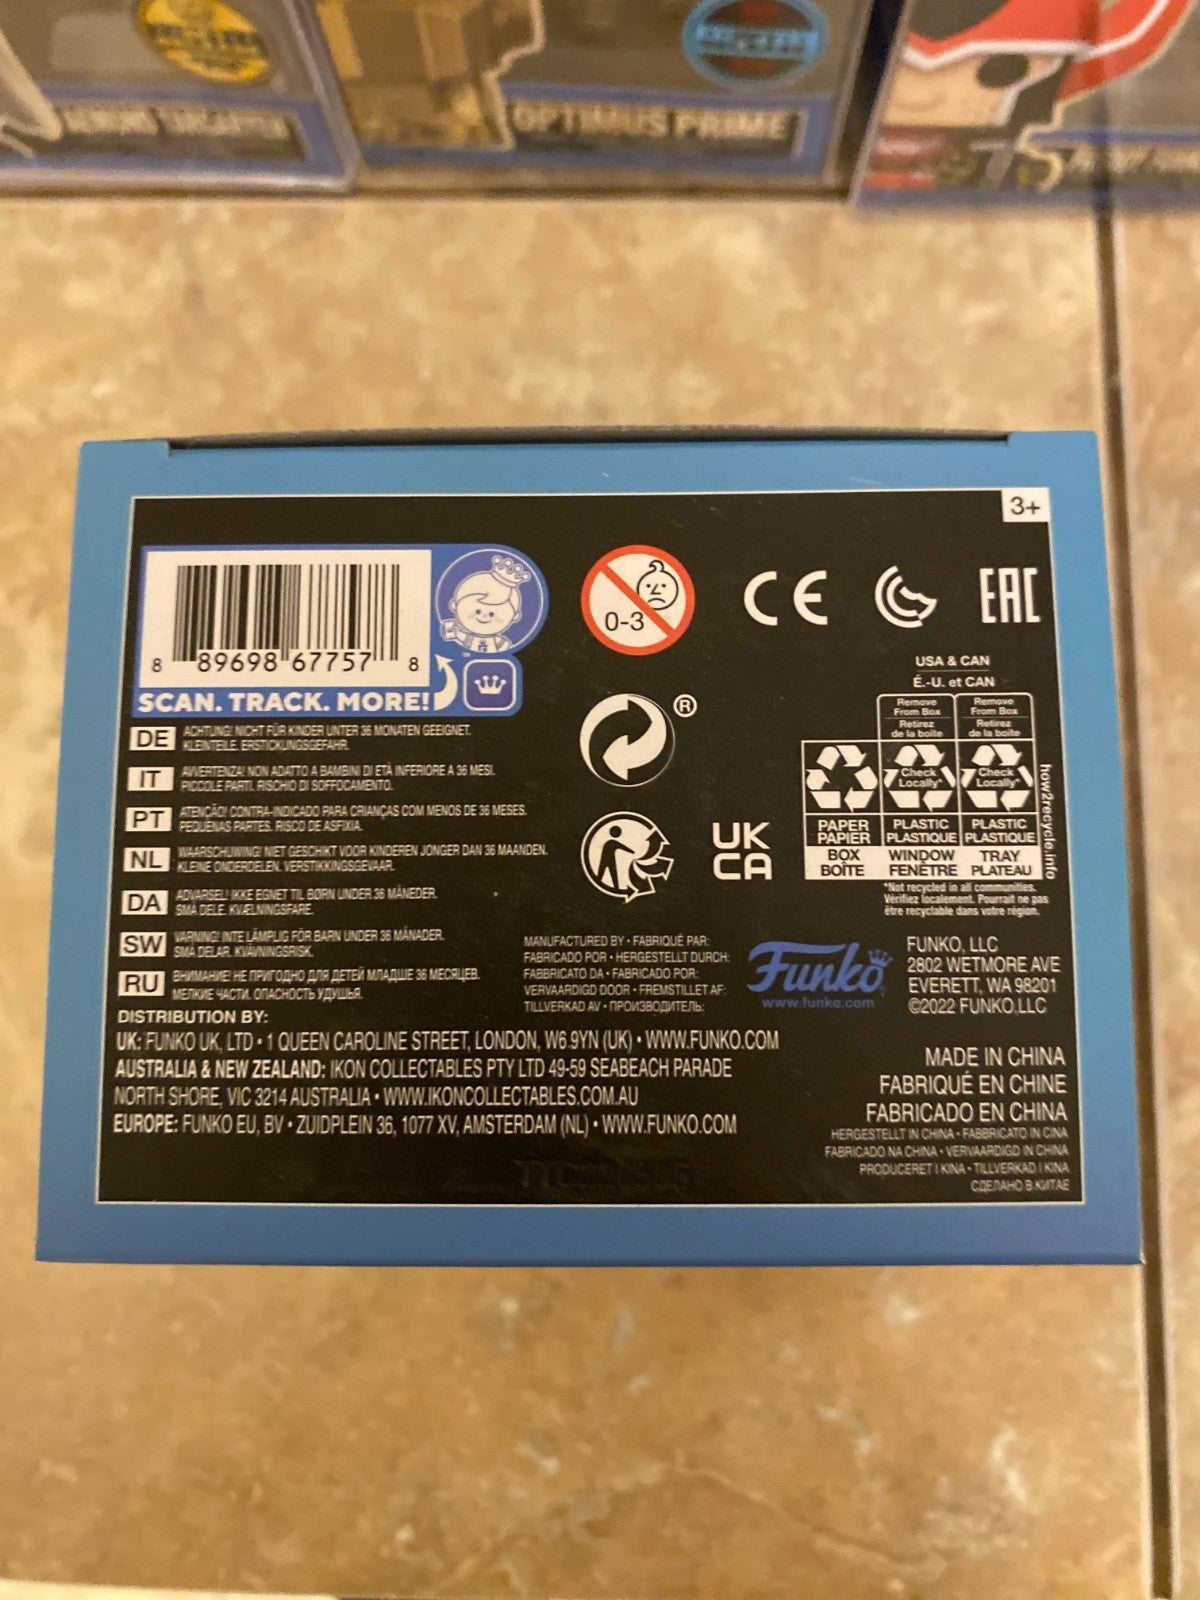 OPTIMUS PRIME
3+
8 89698 67757 8
SCAN. TRACK. MORE!
™
0-3
CE
EAC
USA & CAN
É.-U. et CAN
Remove From Box
Retirez de la boîte
Remove From Box
Retirez de la boîte
Check Locally*
Check Locally*
PAPER PAPIER
PLASTIC PLASTIQUE
PLASTIC PLASTIQUE
BOX BOÎTE
WINDOW FENÊTRE
TRAY PLATEAU
how2recycle.info
*Not recycled in all communities.
Vérifiez localement. Pourrait ne pas
être recyclable dans votre région.
®
UK
CA
DE ACHTUNG! NICHT FÜR KINDER UNTER 36 MONATEN GEEIGNET.
KLEINTEILE. ERSTICKUNGSGEFAHR.
IT AVVERTENZA! NON ADATTO A BAMBINI DI ETÀ INFERIORE A 36 MESI.
PICCOLE PARTI. RISCHIO DI SOFFOCAMENTO.
PT ATENÇÃO! CONTRA-INDICADO PARA CRIANÇAS COM MENOS DE 36 MESES.
PEQUENAS PARTES. RISCO DE ASFIXIA.
NL WAARSCHUWING! NIET GESCHIKT VOOR KINDEREN JONGER DAN 36 MAANDEN.
KLEINE ONDERDELEN. VERSTIKKINGSGEVAAR.
DA ADVARSEL! IKKE EGNET TIL BØRN UNDER 36 MÅNEDER.
SMÅ DELE. KVÆLNINGSFARE.
SW VARNING! INTE LÄMPLIG FÖR BARN UNDER 36 MÅNADER.
SMÅ DELAR. KVÄVNINGSRISK.
RU ВНИМАНИЕ! НЕ ПРИГОДНО ДЛЯ ДЕТЕЙ МЛАДШЕ 36 МЕСЯЦЕВ.
МЕЛКИЕ ЧАСТИ. ОПАСНОСТЬ УДУШЬЯ.
MANUFACTURED BY • FABRIQUÉ PAR:
FABRICADO POR • HERGESTELLT DURCH:
FABBRICATO DA • FABRICADO POR:
VERVAARDIGD DOOR • FREMSTILLET AF:
TILLVERKAD AV • ПРОИЗВОДИТЕЛЬ:
Funko
www.funko.com
FUNKO, LLC
2802 WETMORE AVE
EVERETT, WA 98201
©2022 FUNKO,LLC
DISTRIBUTION BY:
UK: FUNKO UK, LTD • 1 QUEEN CAROLINE STREET, LONDON, W6 9YN (UK) • WWW.FUNKO.COM
AUSTRALIA & NEW ZEALAND: IKON COLLECTABLES PTY LTD 49-59 SEABEACH PARADE
NORTH SHORE, VIC 3214 AUSTRALIA • WWW.IKONCOLLECTABLES.COM.AU
EUROPE: FUNKO EU, BV • ZUIDPLEIN 36, 1077 XV, AMSTERDAM (NL) • WWW.FUNKO.COM
MADE IN CHINA
FABRIQUÉ EN CHINE
FABRICADO EN CHINA
HERGESTELLT IN CHINA • FABBRICATO IN CINA
FABRICADO NA CHINA • VERVAARDIGD IN CHINA
PRODUCERET I KINA • TILLVERKAD I KINA
СДЕЛАНО В КИТАЕ